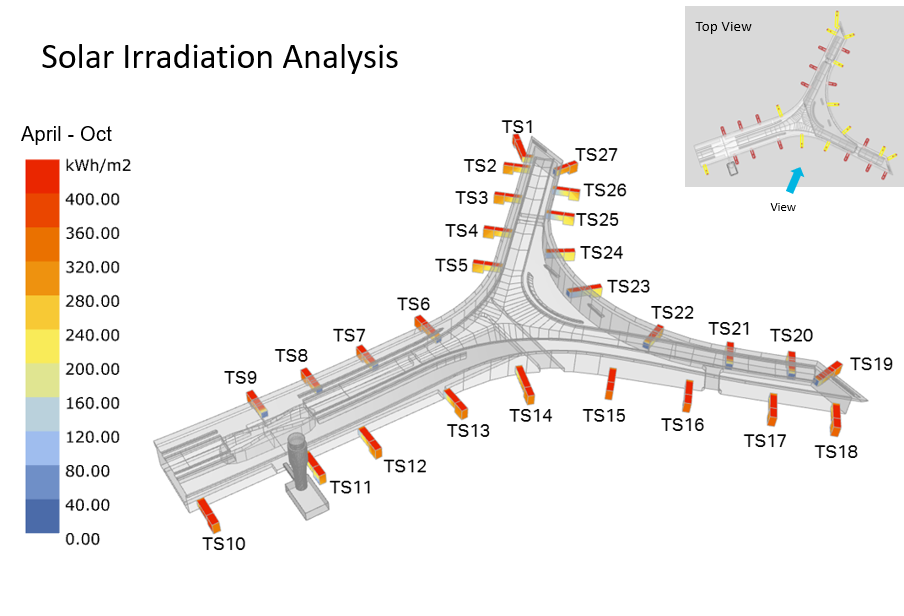 Solar Irradiation Analysis
Top View
View
April - Oct
kWh/m2
400.00
360.00
320.00
280.00
240.00
200.00
160.00
120.00
80.00
40.00
0.00
TS1
TS2
TS3
TS4
TS5
TS6
TS7
TS8
TS9
TS10
TS11
TS12
TS13
TS14
TS15
TS16
TS17
TS18
TS19
TS20
TS21
TS22
TS23
TS24
TS25
TS26
TS27